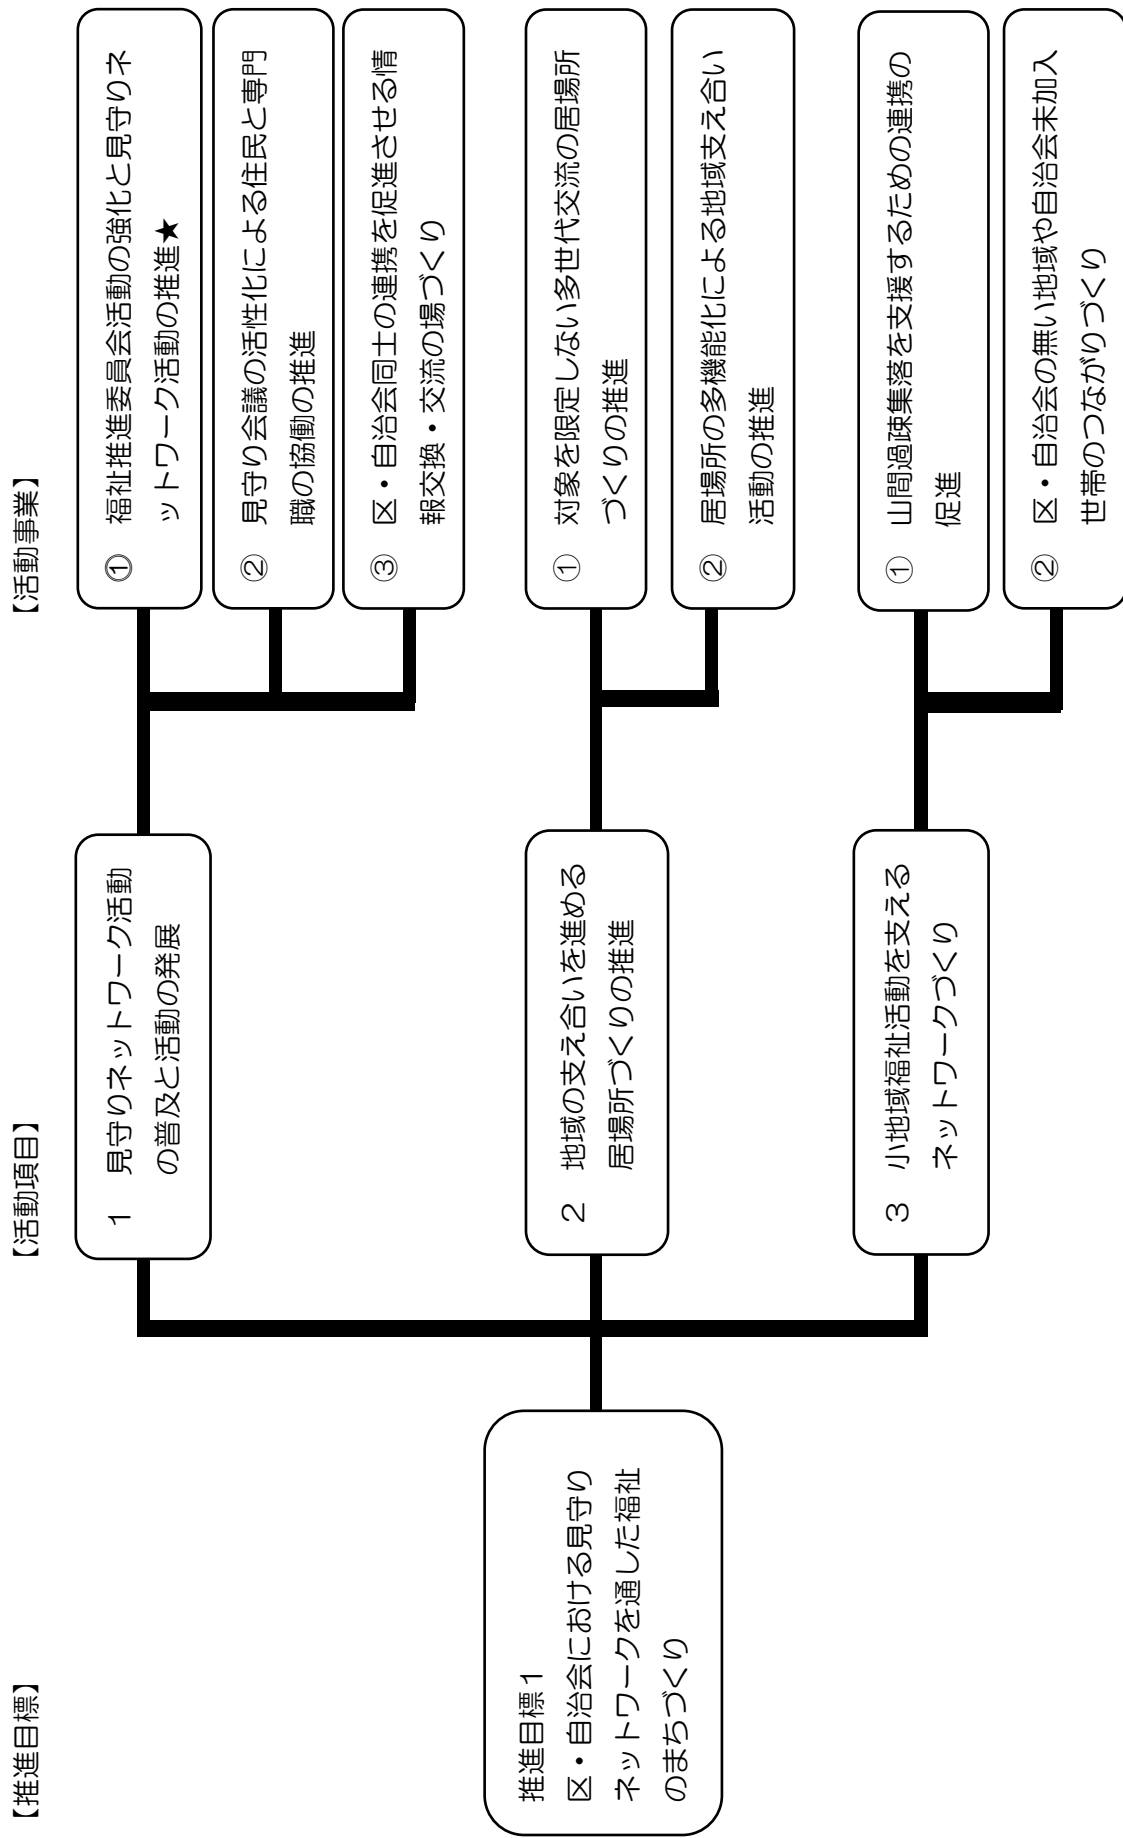 【推進目標】
【活動項目】
【活動事業】
推進目標1
区・自治会における見守り
ネットワークを通した福祉
のまちづくり
1 見守りネットワーク活動
の普及と活動の発展
① 福祉推進委員会活動の強化と見守りネ
ットワーク活動の推進★
② 見守り会議の活性化による住民と専門
職の協働の推進
③ 区・自治会同士の連携を促進させる情
報交換・交流の場づくり
2 地域の支え合いを進める
居場所づくりの推進
① 対象を限定しない多世代交流の居場所
づくりの推進
② 居場所の多機能化による地域支え合い
活動の推進
3 小地域福祉活動を支える
ネットワークづくり
① 山間過疎集落を支援するための連携の
促進
② 区・自治会の無い地域や自治会未加入
世帯のつながりづくり